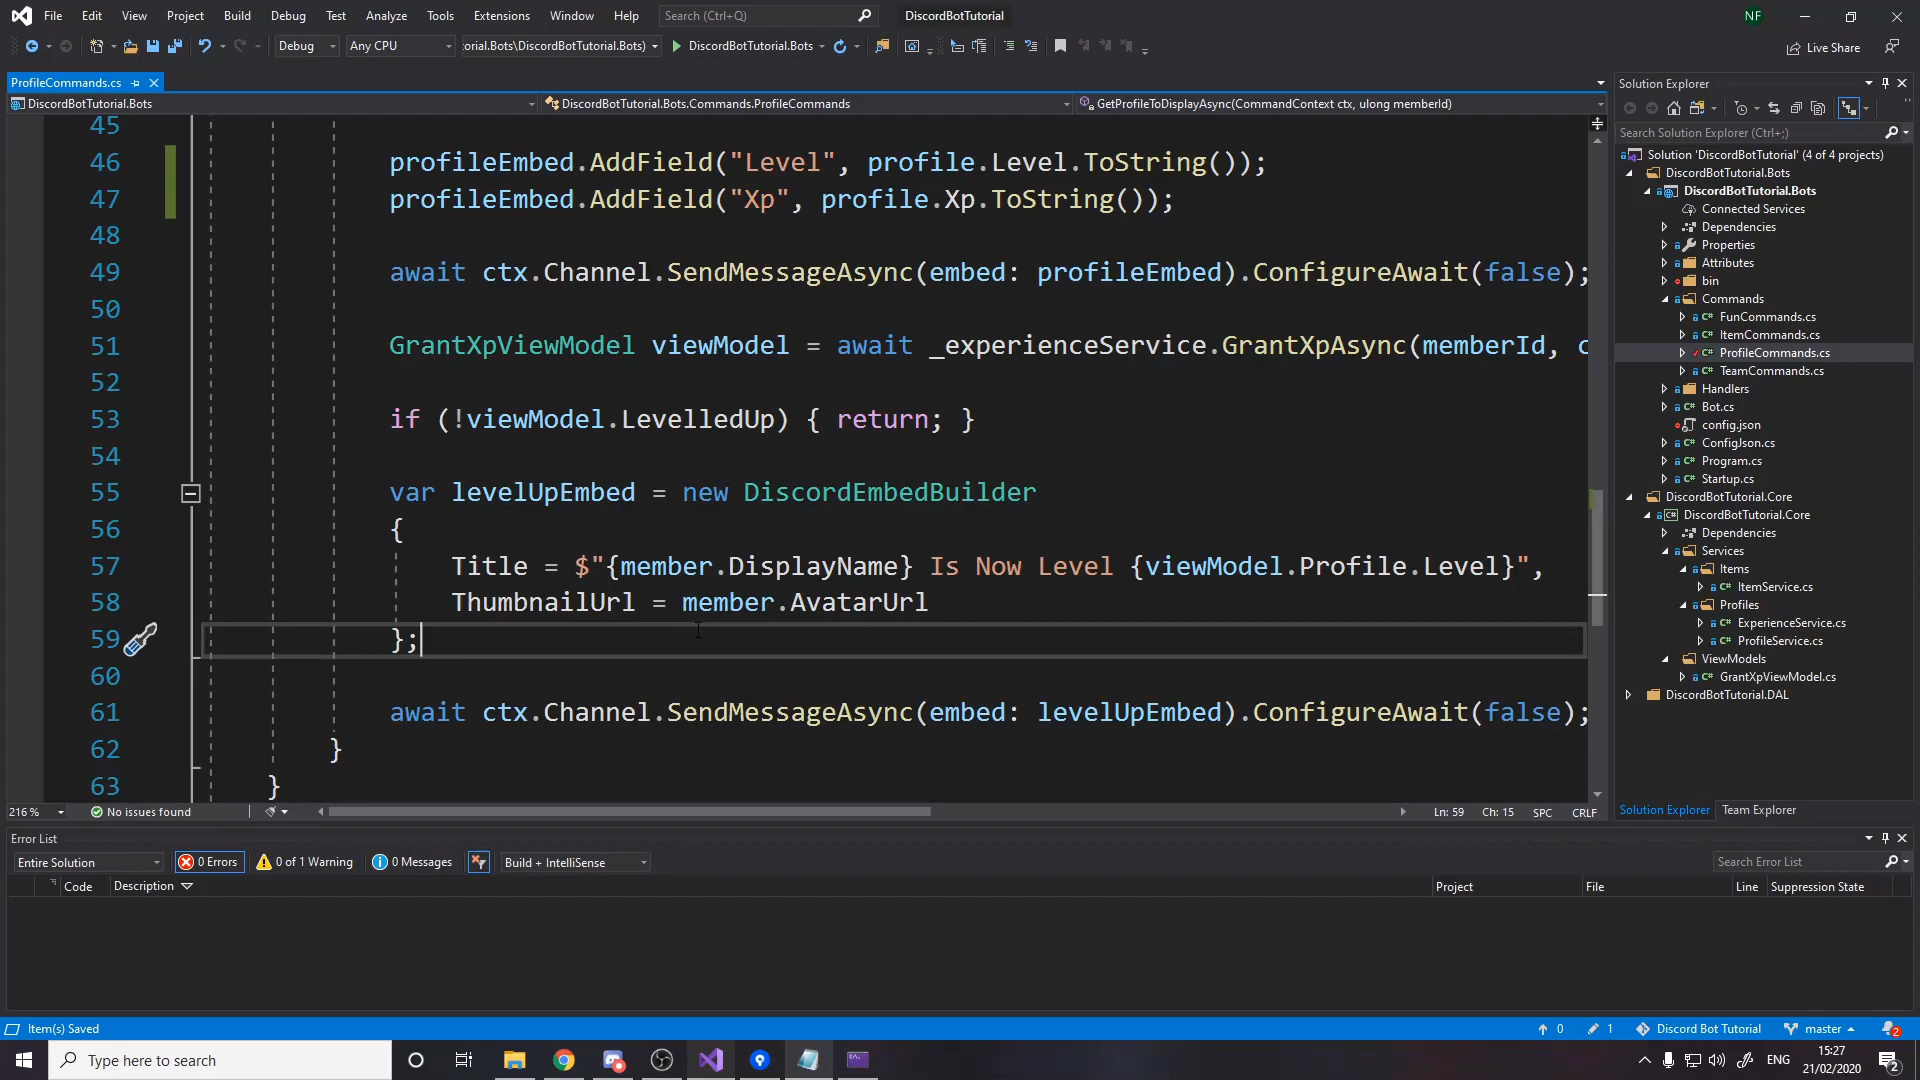 File Edit View Project Build Debug Test Analyze Tools Extensions Window Help Search (Ctrl+Q) DiscordBotTutorial NF
Debug Any CPU :orial.Bots\DiscordBotTutorial.Bots) DiscordBotTutorial.Bots Live Share
ProfileCommands.cs
DiscordBotTutorial.Bots DiscordBotTutorial.Bots.Commands.ProfileCommands GetProfileToDisplayAsync(CommandContext ctx, ulong memberId)
45
46 profileEmbed.AddField("Level", profile.Level.ToString());
47 profileEmbed.AddField("Xp", profile.Xp.ToString());
48
49 await ctx.Channel.SendMessageAsync(embed: profileEmbed).ConfigureAwait(false);
50
51 GrantXpViewModel viewModel = await _experienceService.GrantXpAsync(memberId, c
52
53 if (!viewModel.LevelledUp) { return; }
54
55 var levelUpEmbed = new DiscordEmbedBuilder
56 {
57 Title = $"{member.DisplayName} Is Now Level {viewModel.Profile.Level}",
58 ThumbnailUrl = member.AvatarUrl
59 };
60
61 await ctx.Channel.SendMessageAsync(embed: levelUpEmbed).ConfigureAwait(false);
62 }
63 }
216 % No issues found Ln: 59 Ch: 15 SPC CRLF
Solution Explorer
Search Solution Explorer (Ctrl+;)
Solution 'DiscordBotTutorial' (4 of 4 projects)
DiscordBotTutorial.Bots
DiscordBotTutorial.Bots
Connected Services
Dependencies
Properties
Attributes
bin
Commands
FunCommands.cs
ItemCommands.cs
ProfileCommands.cs
TeamCommands.cs
Handlers
Bot.cs
config.json
ConfigJson.cs
Program.cs
Startup.cs
DiscordBotTutorial.Core
DiscordBotTutorial.Core
Dependencies
Services
Items
ItemService.cs
Profiles
ExperienceService.cs
ProfileService.cs
ViewModels
GrantXpViewModel.cs
DiscordBotTutorial.DAL
Solution Explorer Team Explorer
Error List
Entire Solution 0 Errors 0 of 1 Warning 0 Messages Build + IntelliSense Search Error List
Code Description Project File Line Suppression State
Item(s) Saved 0 1 Discord Bot Tutorial master 2
Type here to search ENG 15:27
21/02/2020 2